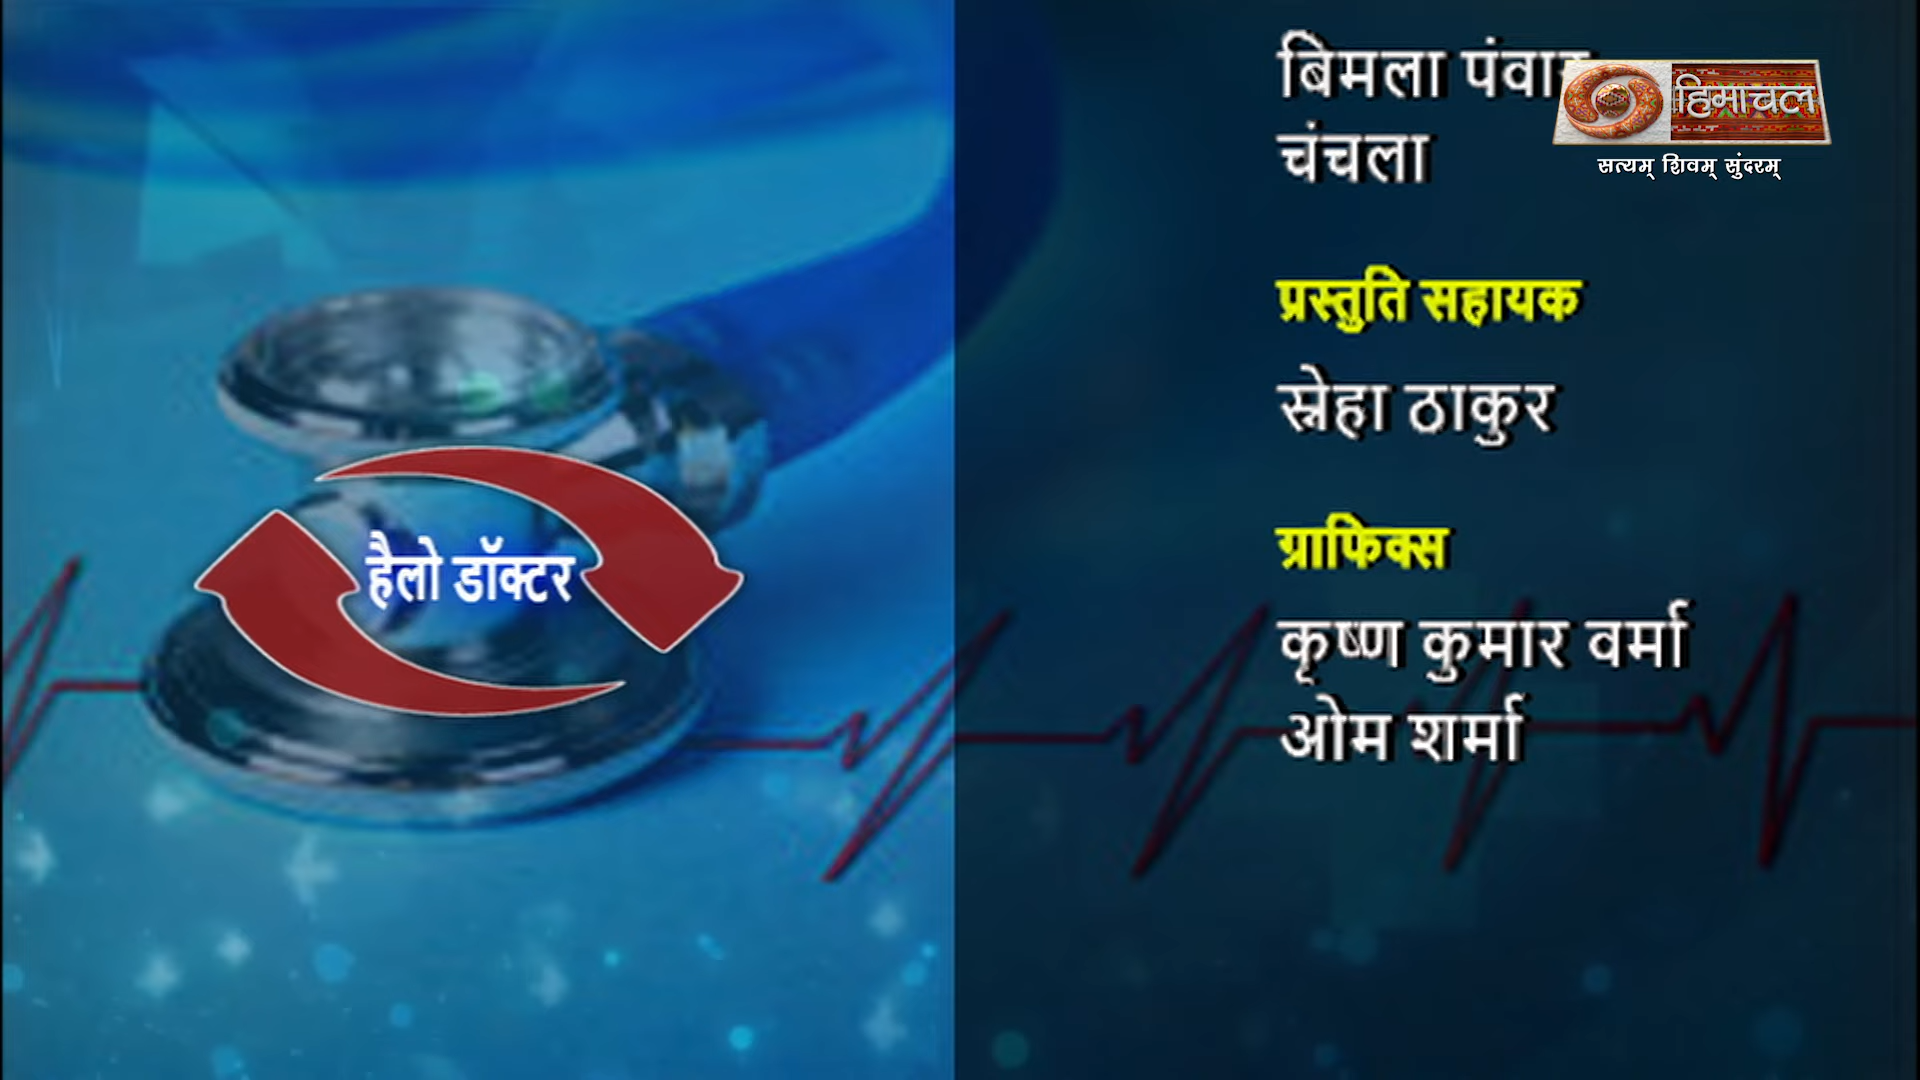 हैलो डॉक्टर
बिमला पंवार
चंचला
प्रस्तुति सहायक
स्नेहा ठाकुर
ग्राफिक्स
कृष्ण कुमार वर्मा
ओम शर्मा
हिमाचल
सत्यम् शिवम् सुंदरम्